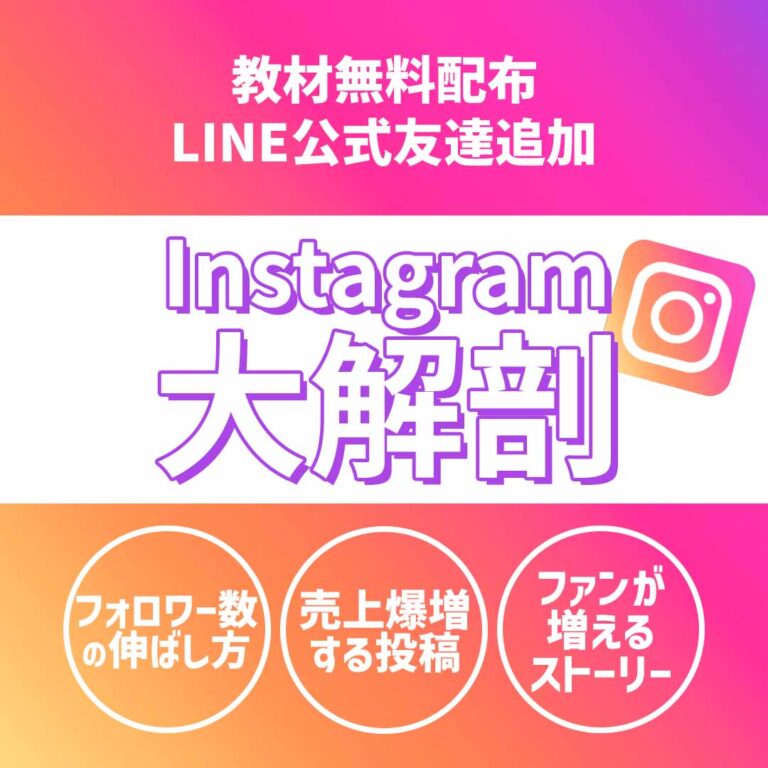 教材無料配布
LINE公式友達追加
Instagram
大解剖
フォロワー数
の伸ばし方
売上爆増
する投稿
ファンが
増える
ストーリー